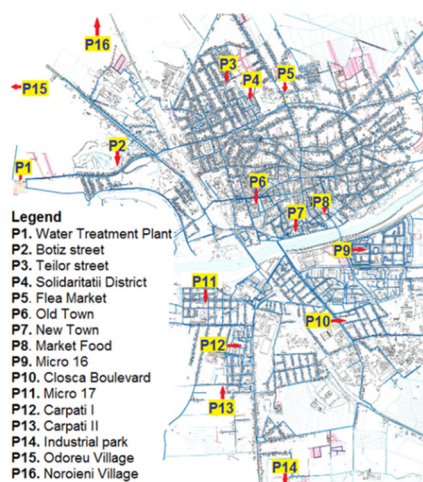 P16
P15
P3
P4
P5
P2
P1
P6
P8
P7
P9
P11
P10
P12
P13
P14
Legend
P1. Water Treatment Plant
P2. Botiz street
P3. Teilor street
P4. Solidaritatii District
P5. Flea Market
P6. Old Town
P7. New Town
P8. Market Food
P9. Micro 16
P10. Closca Boulevard
P11. Micro 17
P12. Carpati I
P13. Carpati II
P14. Industrial park
P15. Odoreu Village
P16. Noroieni Village